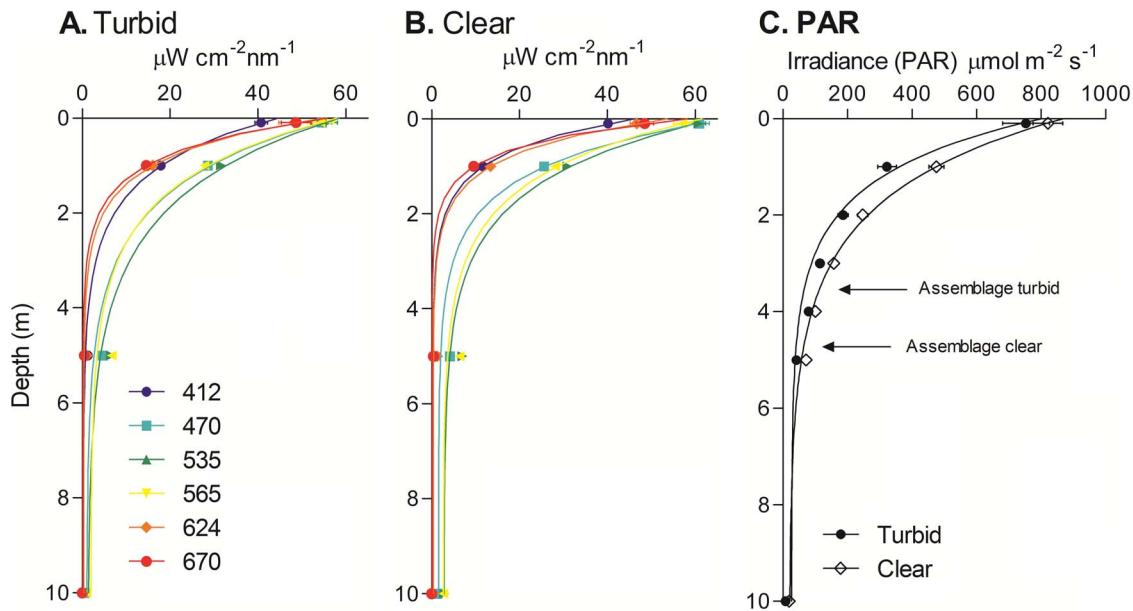 A. Turbid
μW cm⁻²nm⁻¹
0 20 40 60
0
2
4
6
8
10
Depth (m)
412
470
535
565
624
670
B. Clear
μW cm⁻²nm⁻¹
0 20 40 60
0
2
4
6
8
10
C. PAR
Irradiance (PAR) μmol m⁻² s⁻¹
0 200 400 600 800 1000
0
2
4
6
8
10
Assemblage turbid
Assemblage clear
Turbid
Clear